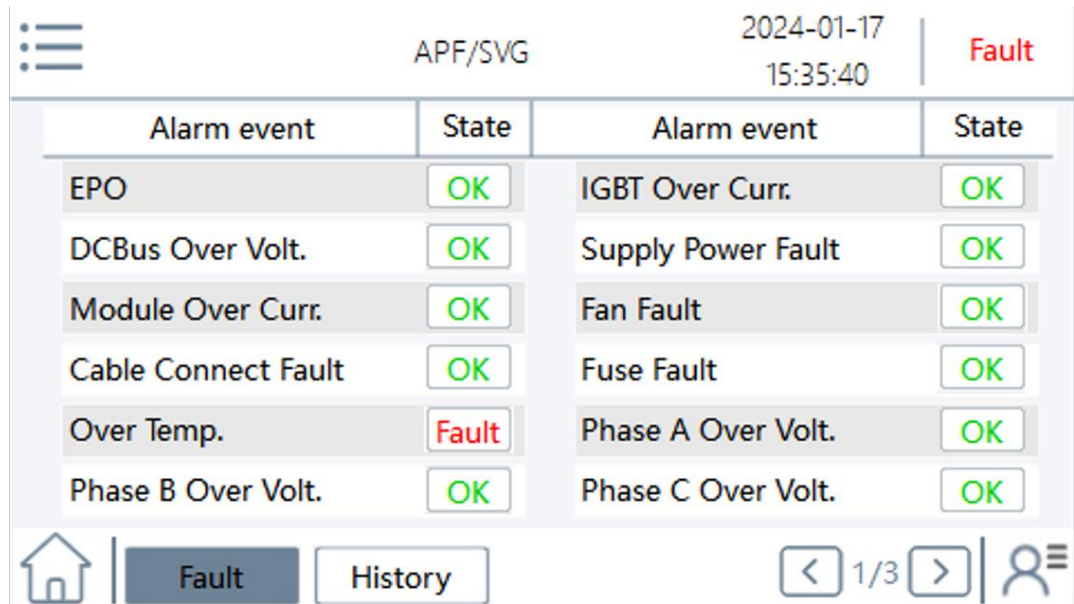 APF/SVG 2024-01-17 15:35:40 Fault
Alarm event State Alarm event State
EPO OK IGBT Over Curr. OK
DCBus Over Volt. OK Supply Power Fault OK
Module Over Curr. OK Fan Fault OK
Cable Connect Fault OK Fuse Fault OK
Over Temp. Fault Phase A Over Volt. OK
Phase B Over Volt. OK Phase C Over Volt. OK
Fault History < 1/3 >